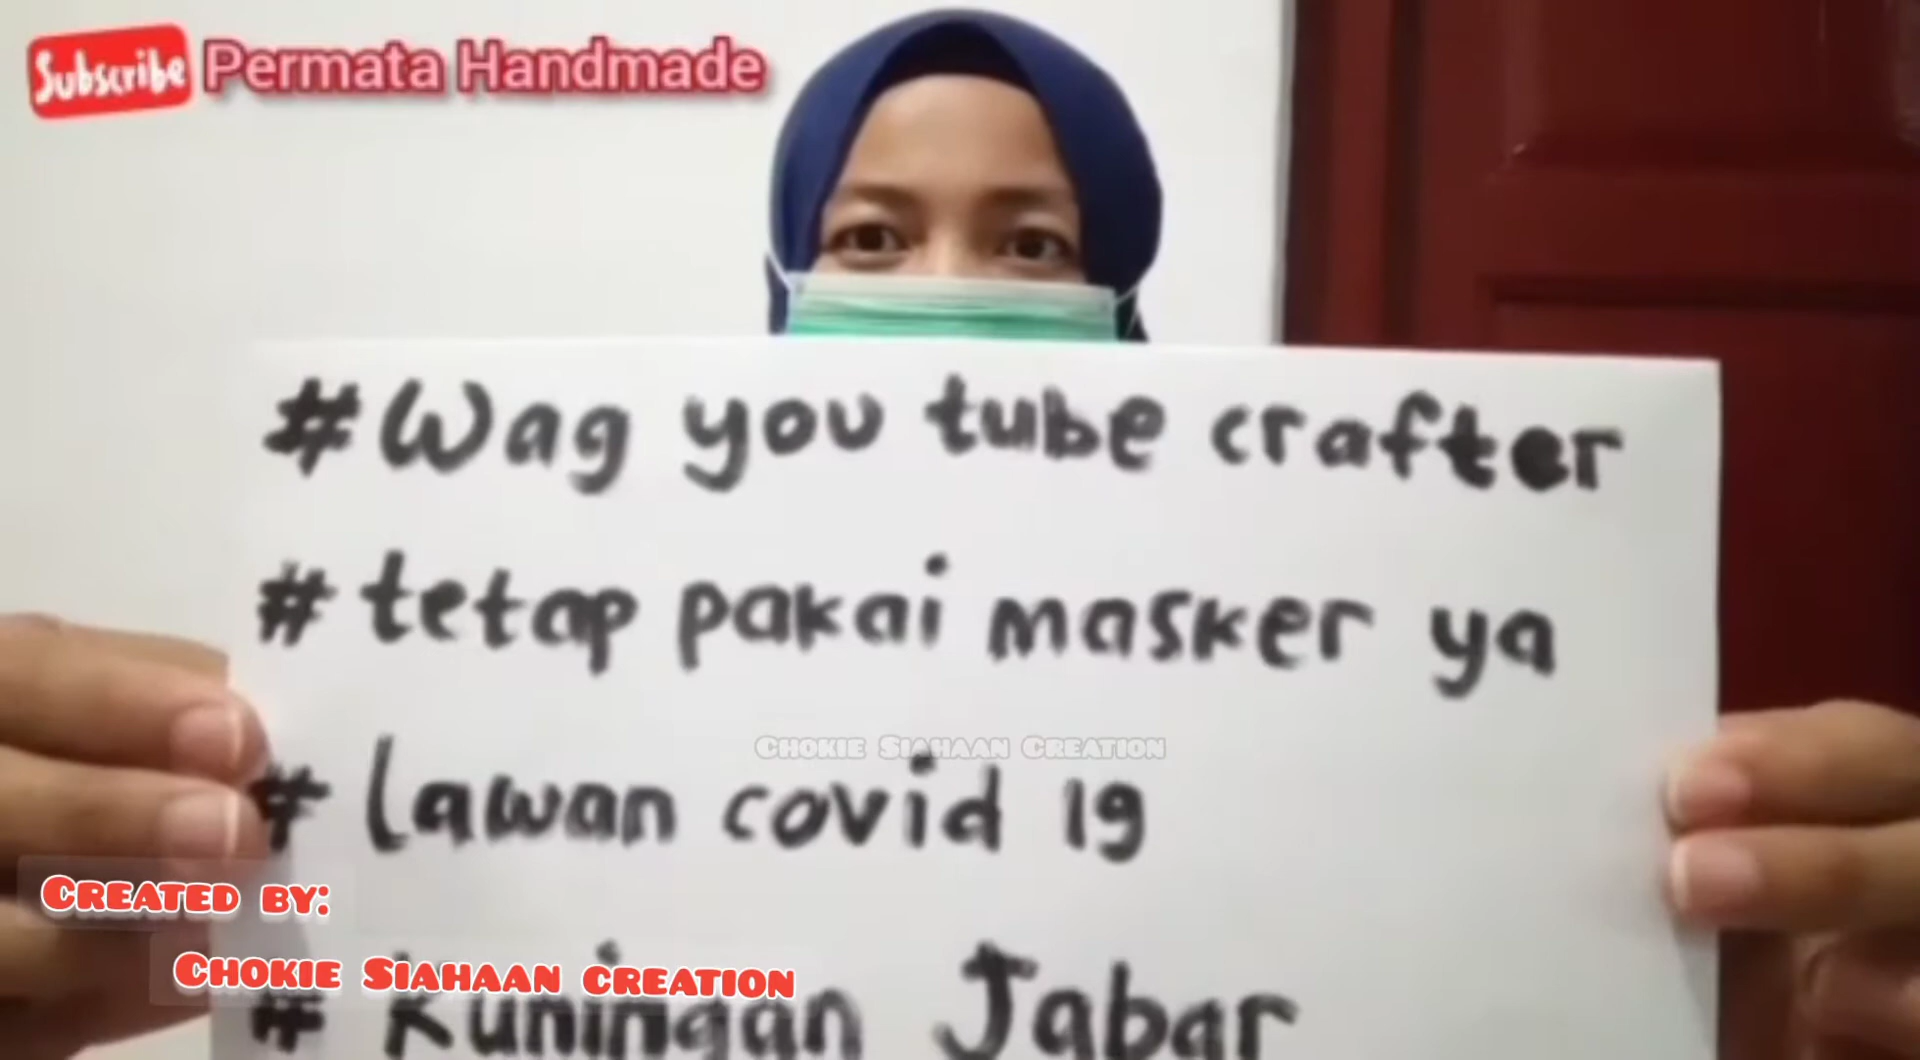 Subscribe Permata Handmade
#Wag you tube crafter
# tetap pakai masker ya
CHOKIE SIAHAAN CREATION
# Lawan covid 19
CREATED BY:
CHOKIE SIAHAAN CREATION
# Kuningan Jabar